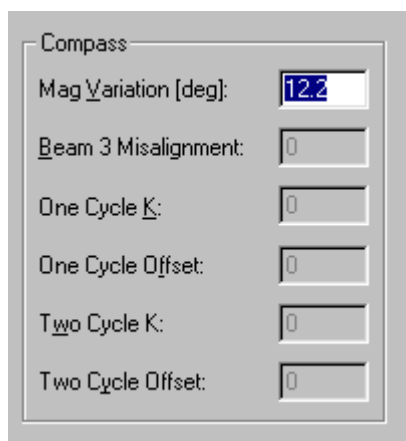 Compass
Mag Variation [deg]: 12.2
Beam 3 Misalignment: 0
One Cycle K: 0
One Cycle Offset: 0
Two Cycle K: 0
Two Cycle Offset: 0